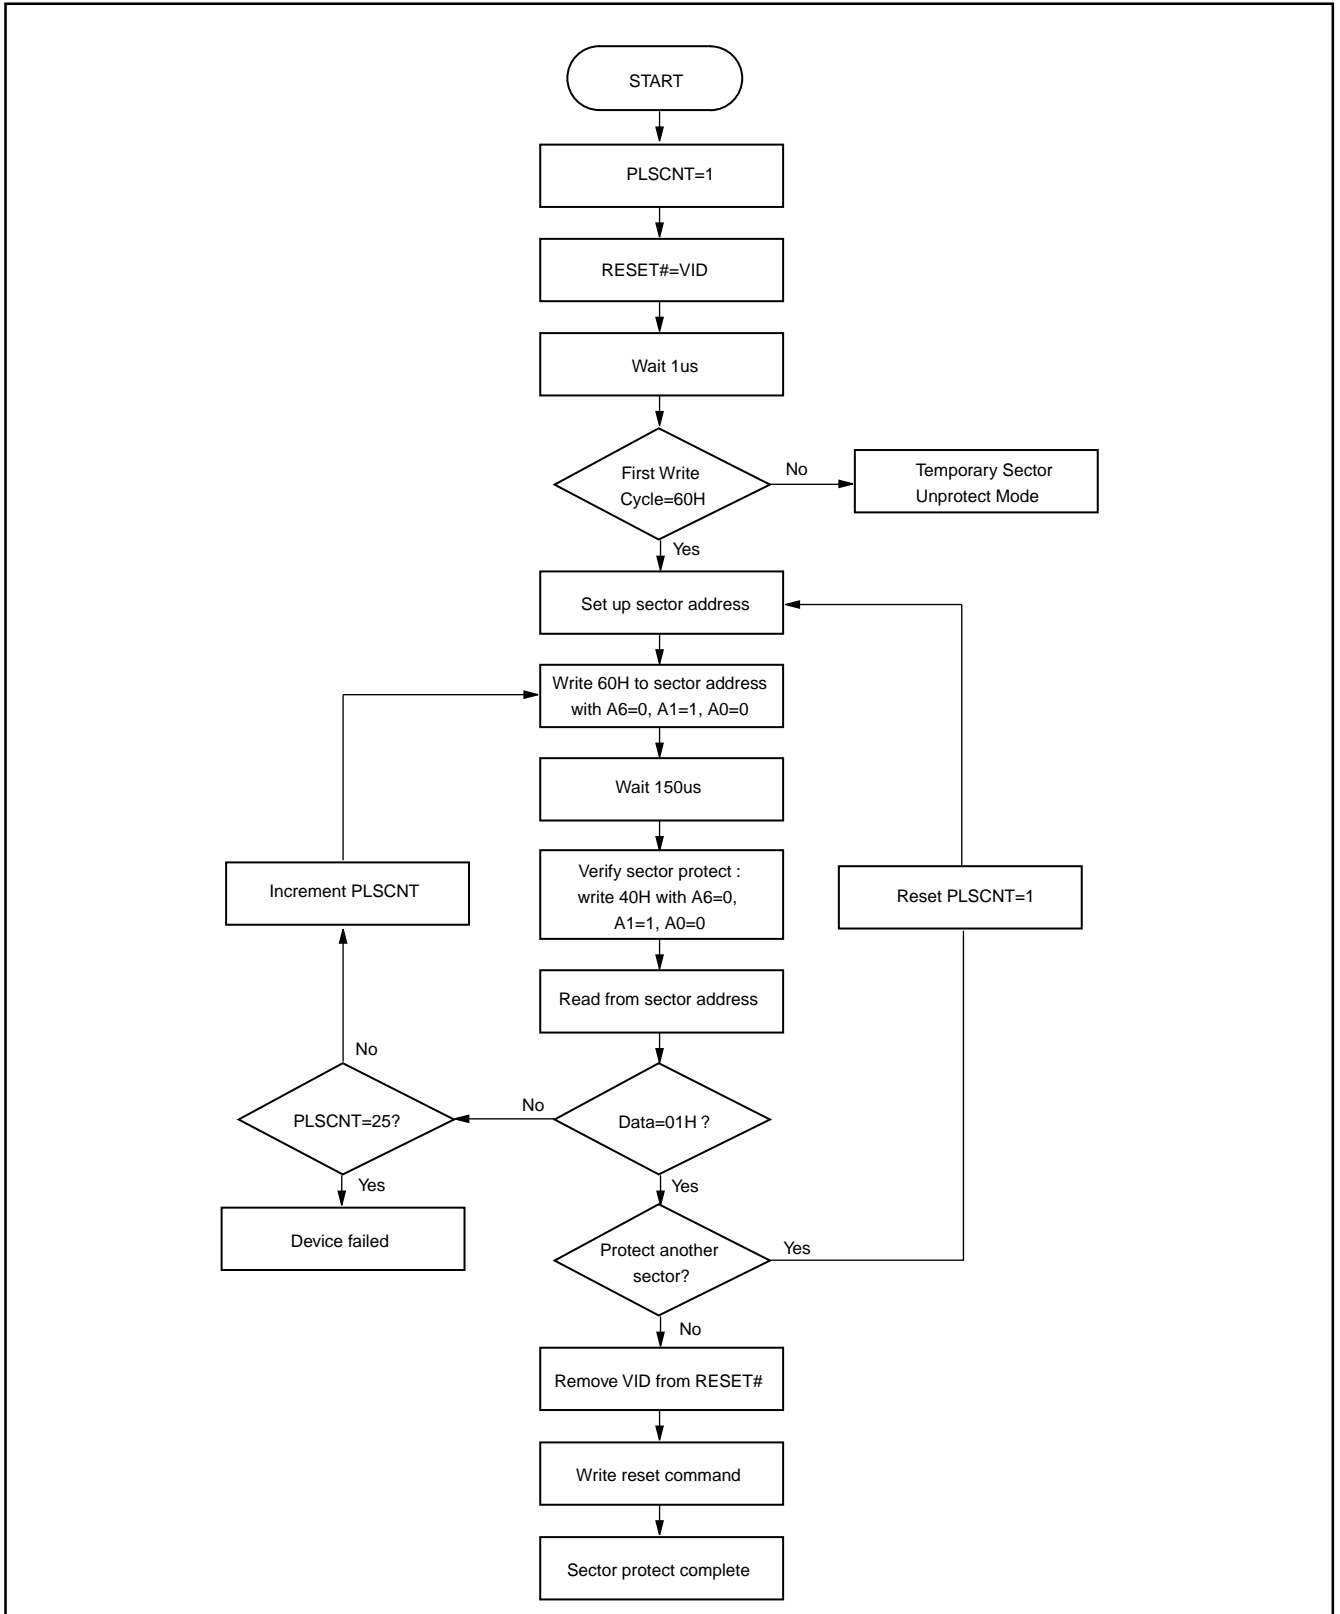 START
PLSCNT=1
RESET#=VID
Wait 1us
First Write
Cycle=60H
No
Temporary Sector
Unprotect Mode
Yes
Set up sector address
Write 60H to sector address
with A6=0, A1=1, A0=0
Wait 150us
Verify sector protect :
write 40H with A6=0,
A1=1, A0=0
Increment PLSCNT
Reset PLSCNT=1
Read from sector address
No
PLSCNT=25?
No
Data=01H ?
Yes
Device failed
Yes
Protect another
sector?
Yes
No
Remove VID from RESET#
Write reset command
Sector protect complete